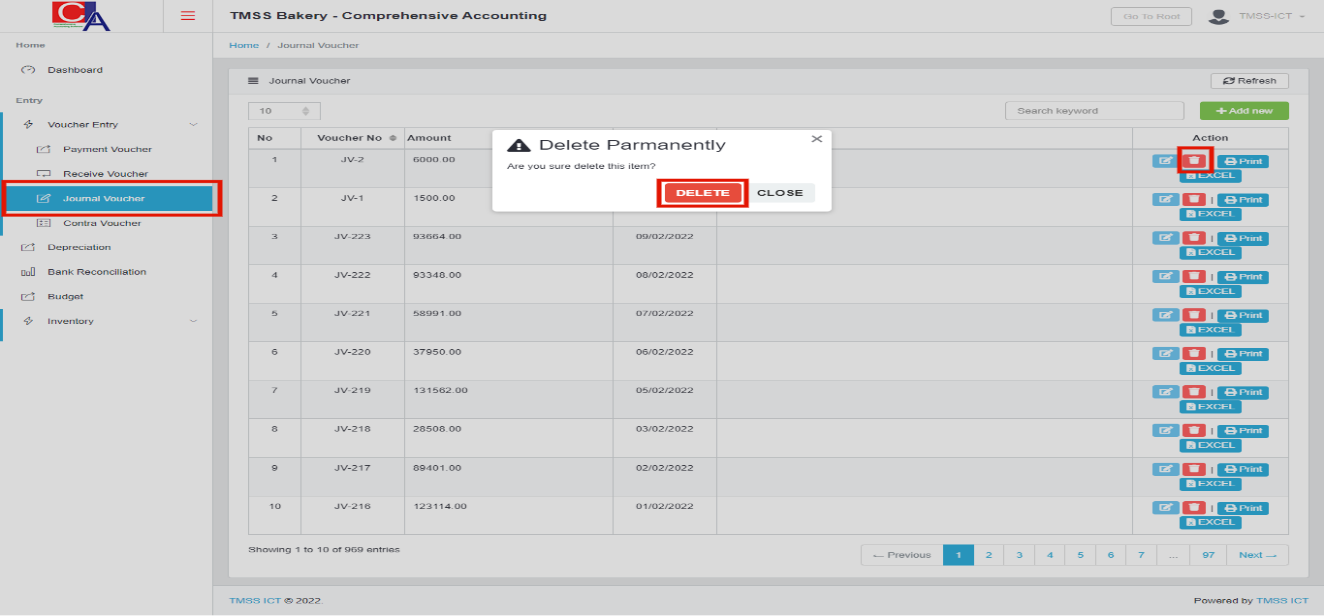 CA
TMSS Bakery - Comprehensive Accounting
Go To Root
TMSS-ICT
Home
Home / Journal Voucher
Dashboard
Journal Voucher
Refresh
Entry
10
Search keyword
+ Add new
Voucher Entry
No Voucher No Amount Action
Payment Voucher
Receive Voucher
Journal Voucher
Contra Voucher
Depreciation
Bank Reconciliation
Budget
Inventory
Delete Parmanently ×
Are you sure delete this item?
DELETE CLOSE
1 JV-2 6000.00 Print
EXCEL
2 JV-1 1500.00 | Print
EXCEL
3 JV-223 93664.00 09/02/2022 | Print
EXCEL
4 JV-222 93348.00 08/02/2022 | Print
EXCEL
5 JV-221 58991.00 07/02/2022 | Print
EXCEL
6 JV-220 37950.00 06/02/2022 | Print
EXCEL
7 JV-219 131562.00 05/02/2022 | Print
EXCEL
8 JV-218 28508.00 03/02/2022 | Print
EXCEL
9 JV-217 89401.00 02/02/2022 | Print
EXCEL
10 JV-216 123114.00 01/02/2022 | Print
EXCEL
Showing 1 to 10 of 969 entries
← Previous 1 2 3 4 5 6 7 ... 97 Next →
TMSS ICT © 2022.
Powered by TMSS ICT